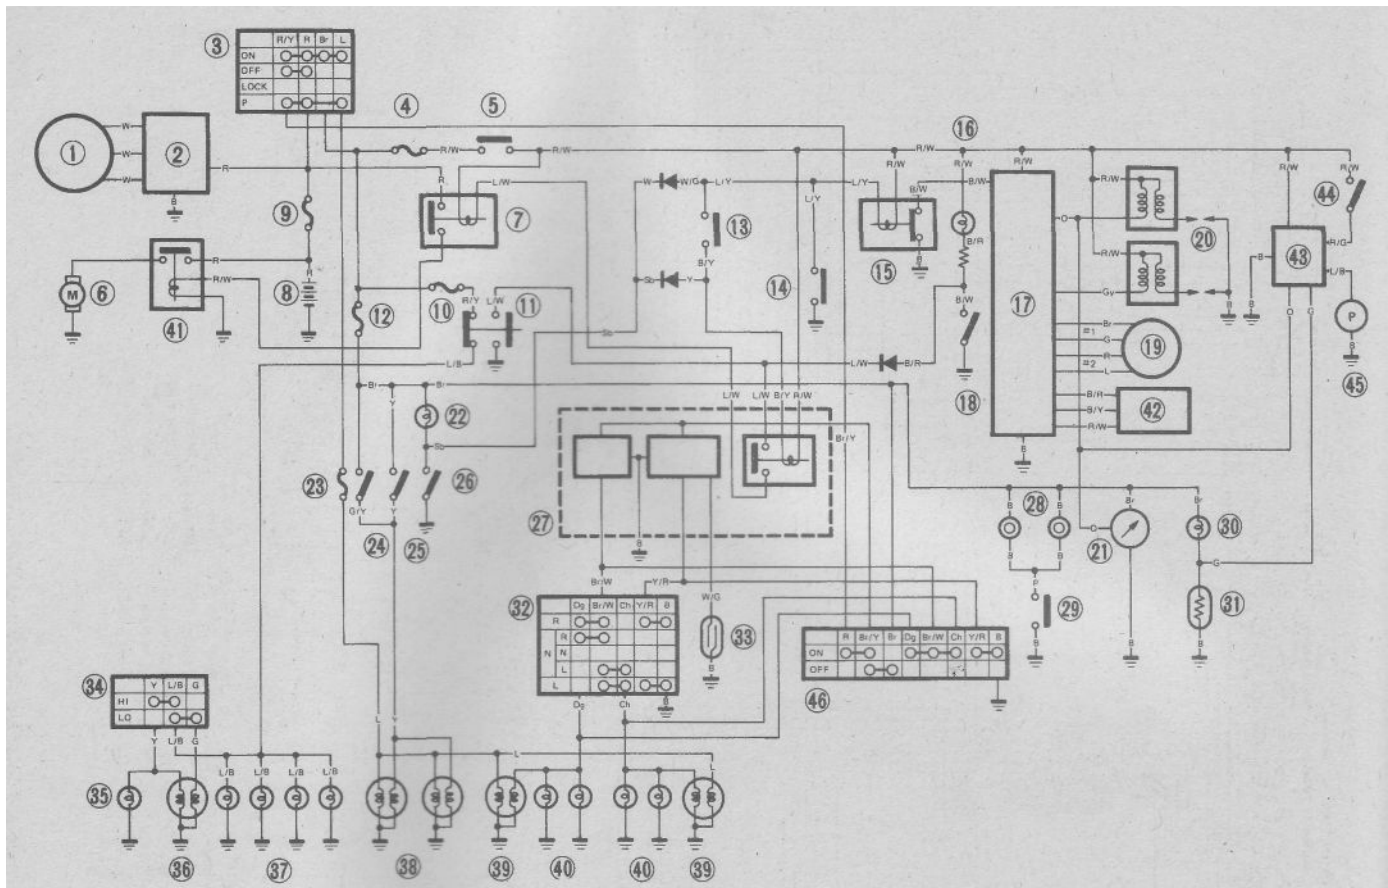 3
R/Y R Br L
ON
OFF
LOCK
P
4
5
16
1
W
W
W
2
R
B
R/W
R/W
R/W
R
L/W
7
W
W/G
L/Y
L/Y
L/Y
13
B/Y
Sb
Y
14
R/W
R/W
R/W
B/W
B/W
15
B
B/R
B/W
18
17
R/W
O
Gy
Br
#1
G
R
#2
L
19
B/R
B/Y
R/W
42
B
R/W
R/W
20
B
R/W
R/W
44
R/G
43
L/B
B
B
O
G
P
B
45
9
M
6
41
R
R/W
R
8
12
10
R/Y
L/W
11
L/B
L/W
B/R
Br
Br
Y
22
Sb
Sb
L/W
L/W
B/Y
R/W
Br/Y
23
Gr/Y
24
Y
25
26
27
B
Br/W
Y/R
W/G
33
B
B
B
28
B
B
29
B
Br
O
21
B
Br
30
G
31
B
32
Dg Br/W Ch Y/R B
R
N
R
N
L
L
B
Dg
Ch
R Br/Y Br Dg Br/W Ch Y/R B
ON
OFF
46
34
Y L/B G
HI
LO
Y
L/B
G
L/B
L/B
L/B
L/B
L
Y
L
L
35
36
37
38
39
40
40
39